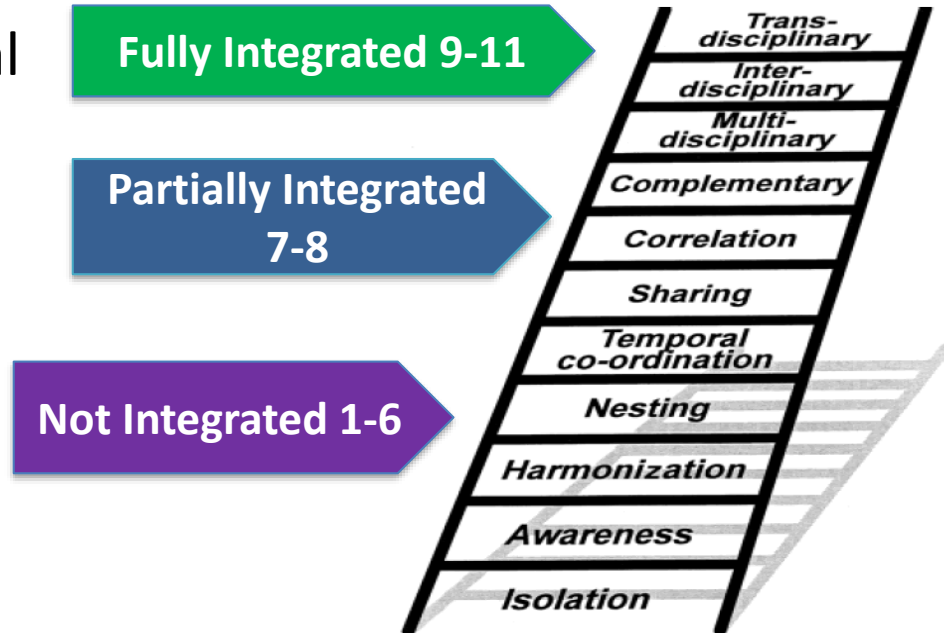 al
Fully Integrated 9-11
Partially Integrated
7-8
Not Integrated 1-6
Trans-
disciplinary
Inter-
disciplinary
Multi-
disciplinary
Complementary
Correlation
Sharing
Temporal
co-ordination
Nesting
Harmonization
Awareness
Isolation